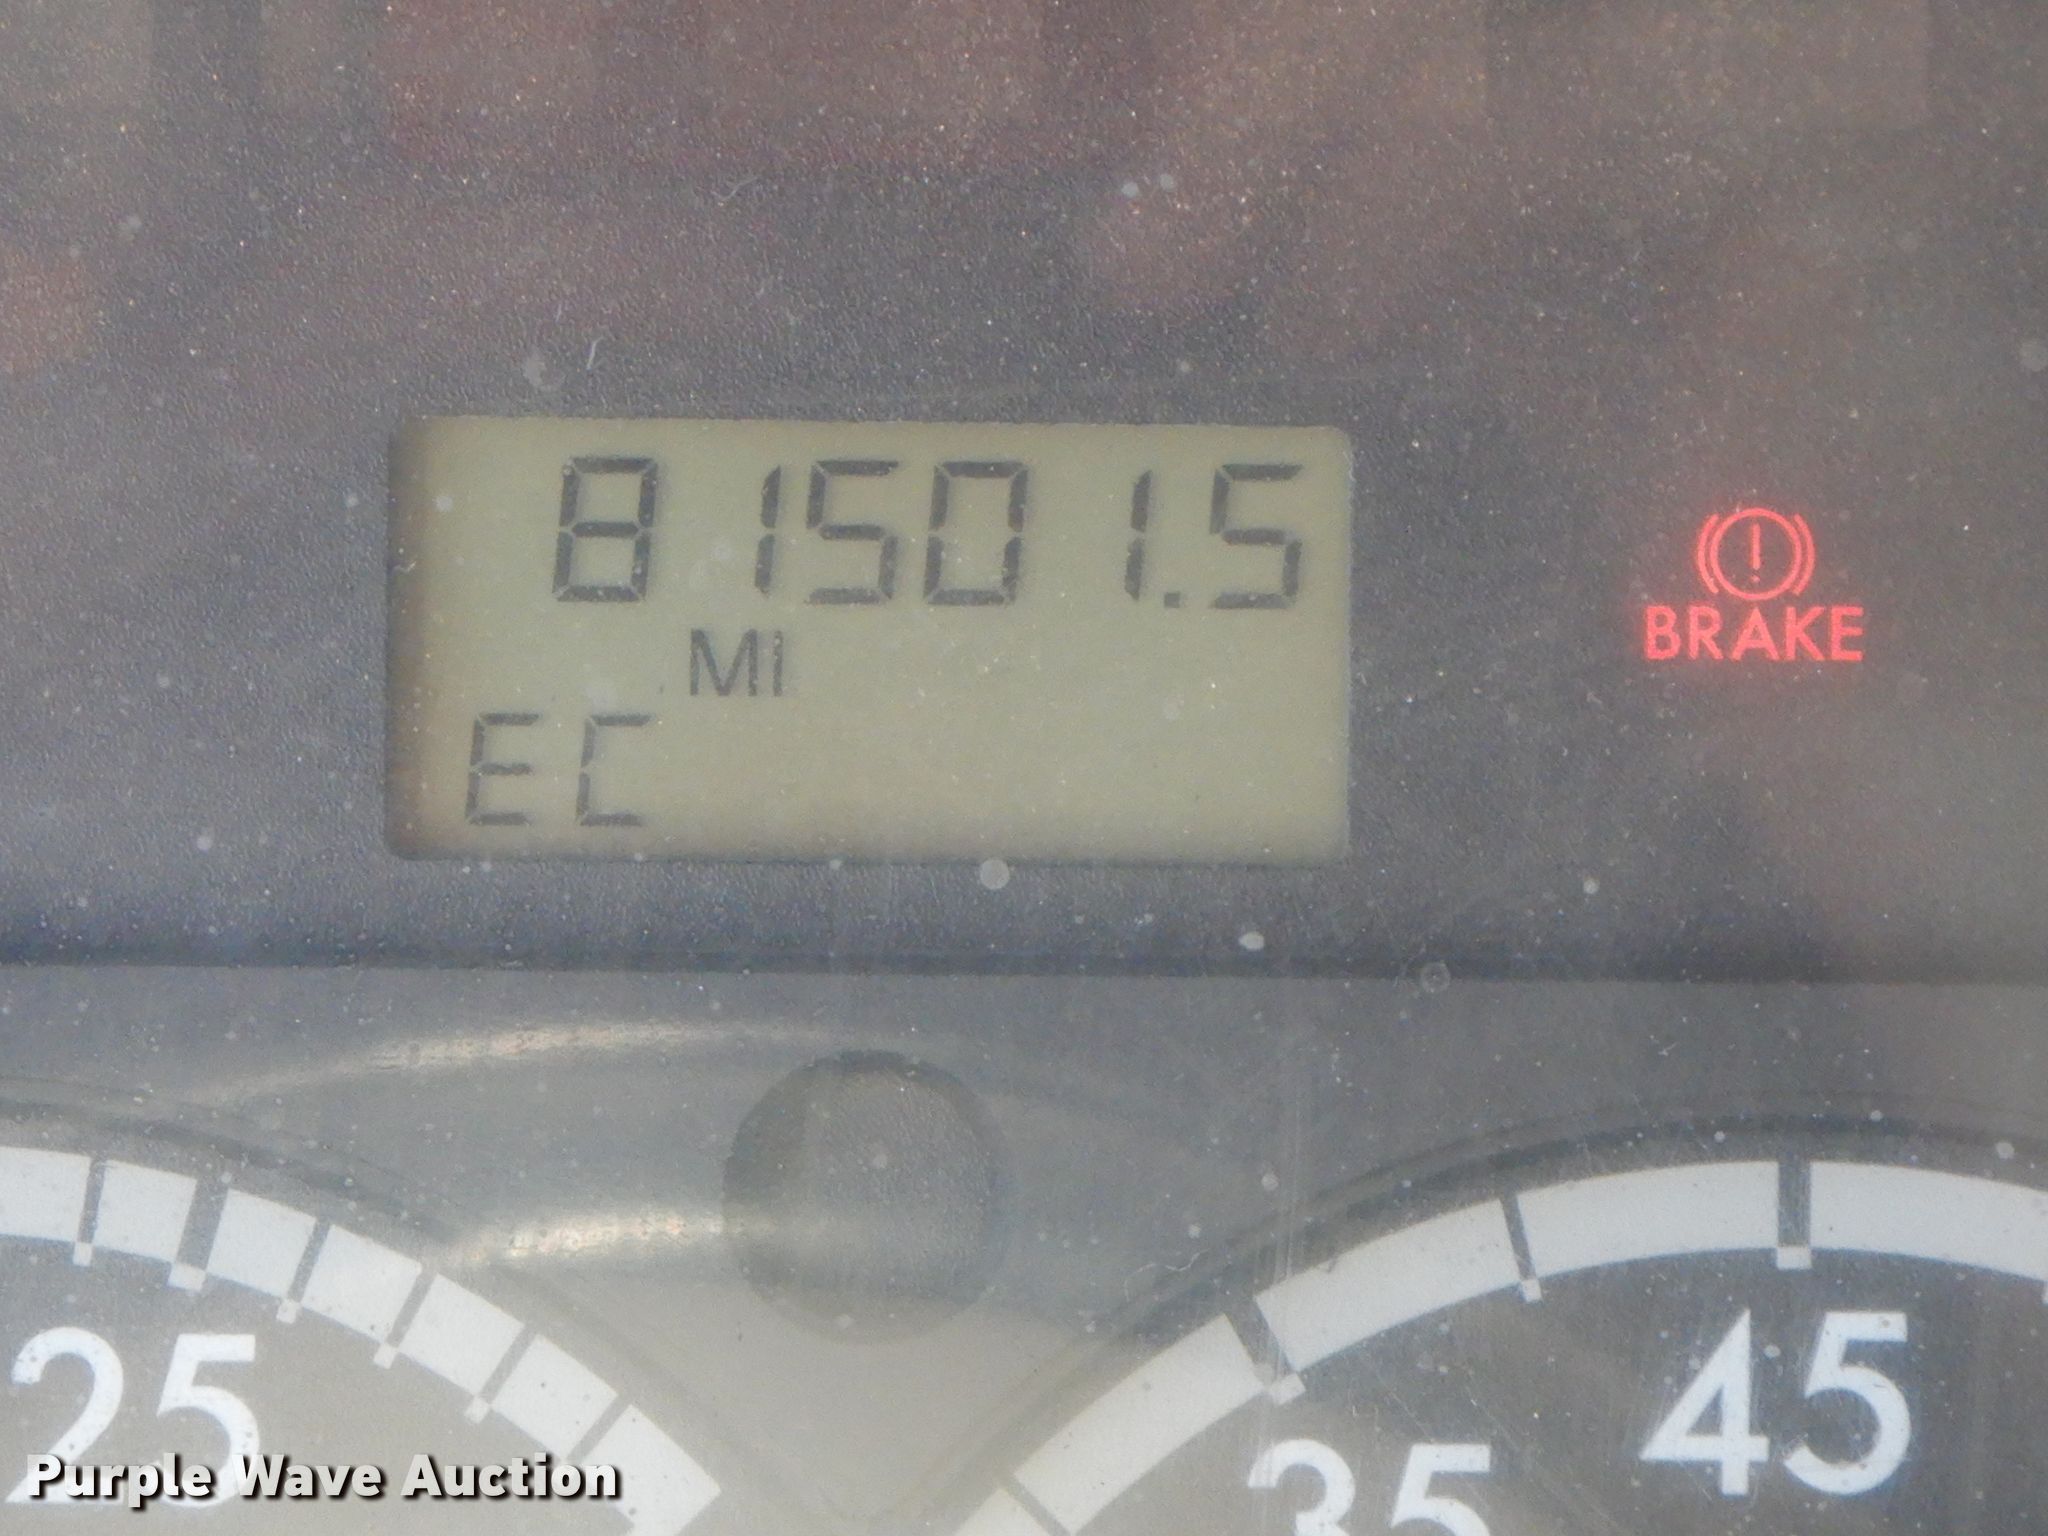 81501.5
MI
EC
BRAKE
25
35
45
Purple Wave Auction